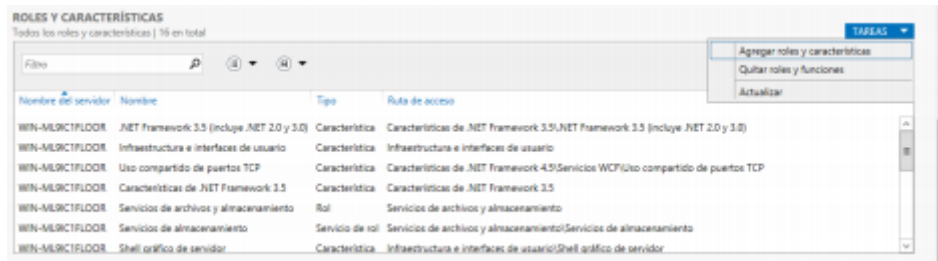 ROLES Y CARACTERÍSTICAS
Todos los roles y características | 16 en total
TAREAS
Agregar roles y características
Quitar roles y funciones
Actualizar
Filtro
Nombre del servidor Nombre Tipo Ruta de acceso
WIN-ML9IC1FLOOR .NET Framework 3.5 (incluye .NET 2.0 y 3.0) Característica Características de .NET Framework 3.5\.NET Framework 3.5 (incluye .NET 2.0 y 3.0)
WIN-ML9IC1FLOOR Infraestructura e interfaces de usuario Característica Infraestructura e interfaces de usuario
WIN-ML9IC1FLOOR Uso compartido de puertos TCP Característica Características de .NET Framework 4.5\Servicios WCF\Uso compartido de puertos TCP
WIN-ML9IC1FLOOR Características de .NET Framework 3.5 Característica Características de .NET Framework 3.5
WIN-ML9IC1FLOOR Servicios de archivos y almacenamiento Rol Servicios de archivos y almacenamiento
WIN-ML9IC1FLOOR Servicios de almacenamiento Servicio de rol Servicios de archivos y almacenamiento\Servicios de almacenamiento
WIN-ML9IC1FLOOR Shell gráfico de servidor Característica Infraestructura e interfaces de usuario\Shell gráfico de servidor